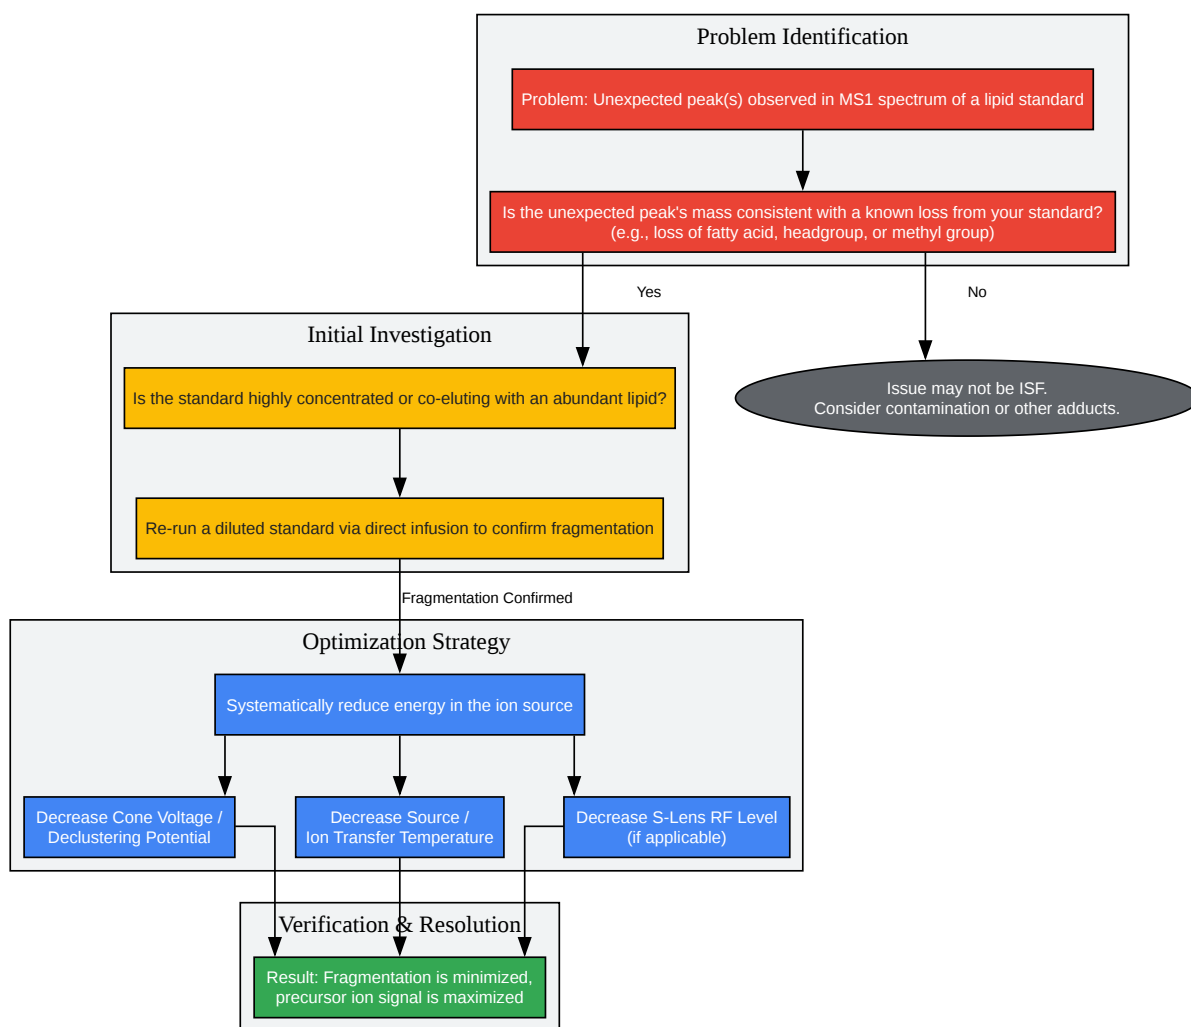 Problem Identification
Problem: Unexpected peak(s) observed in MS1 spectrum of a lipid standard
Is the unexpected peak's mass consistent with a known loss from your standard?
(e.g., loss of fatty acid, headgroup, or methyl group)
Yes
No
Initial Investigation
Is the standard highly concentrated or co-eluting with an abundant lipid?
Issue may not be ISF.
Consider contamination or other adducts.
Re-run a diluted standard via direct infusion to confirm fragmentation
Fragmentation Confirmed
Optimization Strategy
Systematically reduce energy in the ion source
Decrease Cone Voltage /
Declustering Potential
Decrease Source /
Ion Transfer Temperature
Decrease S-Lens RF Level
(if applicable)
Verification & Resolution
Result: Fragmentation is minimized,
precursor ion signal is maximized